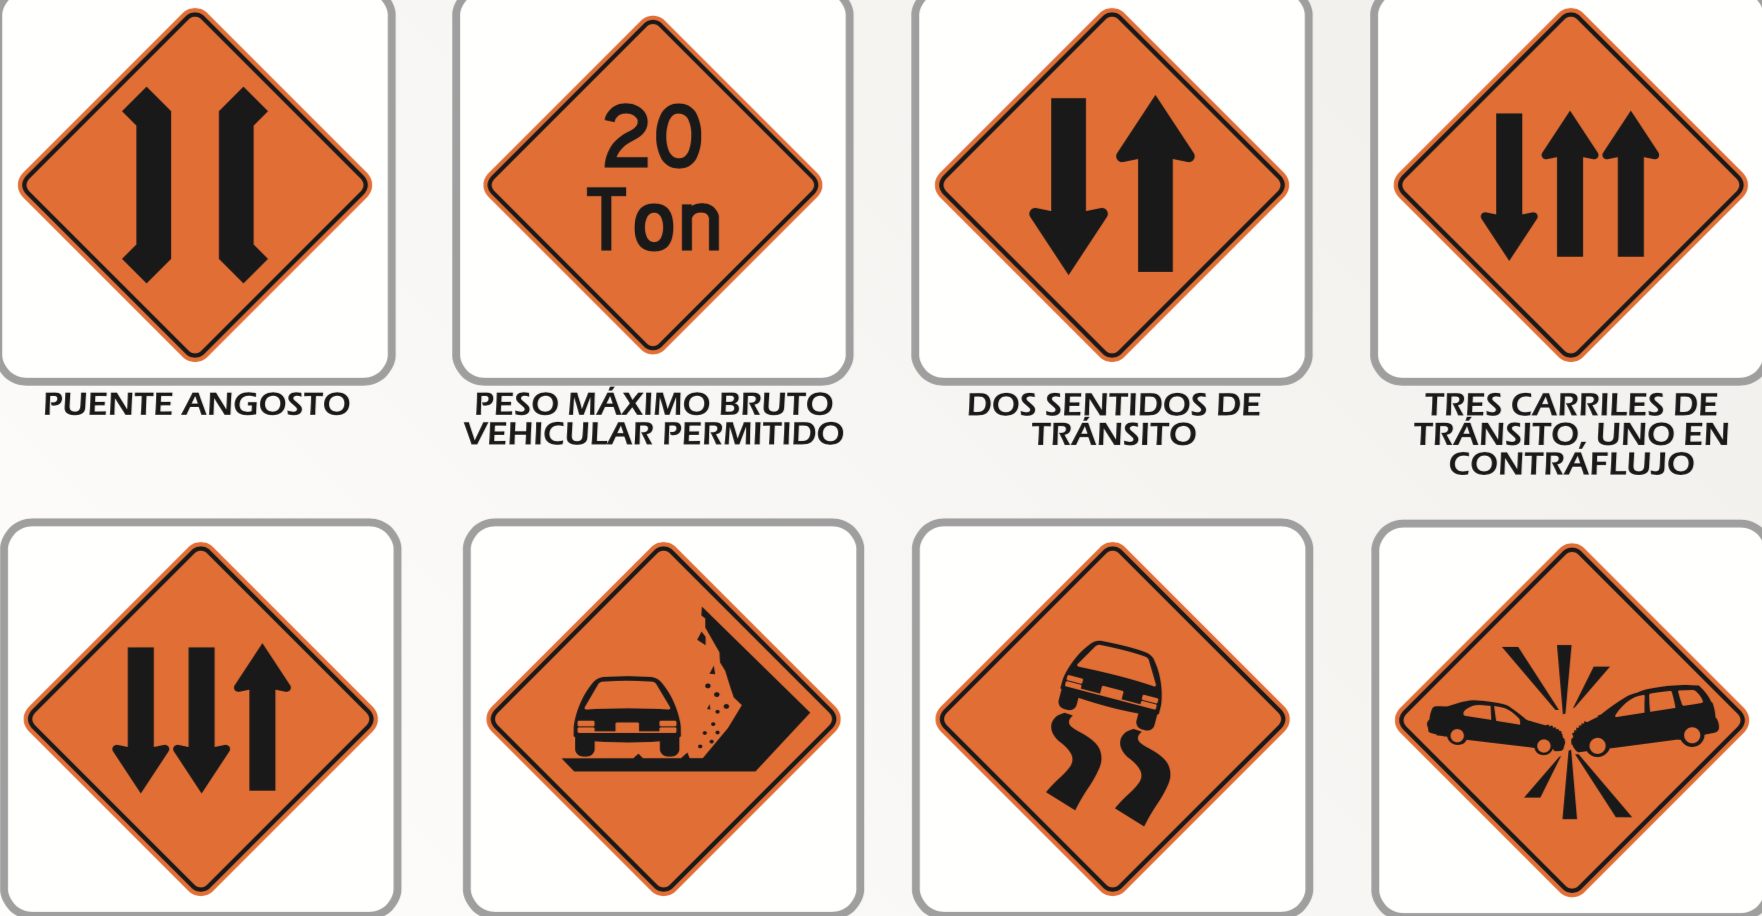 20
Ton
PUENTE ANGOSTO
PESO MÁXIMO BRUTO
VEHICULAR PERMITIDO
DOS SENTIDOS DE
TRÁNSITO
TRES CARRILES DE
TRÁNSITO, UNO EN
CONTRAFLUJO